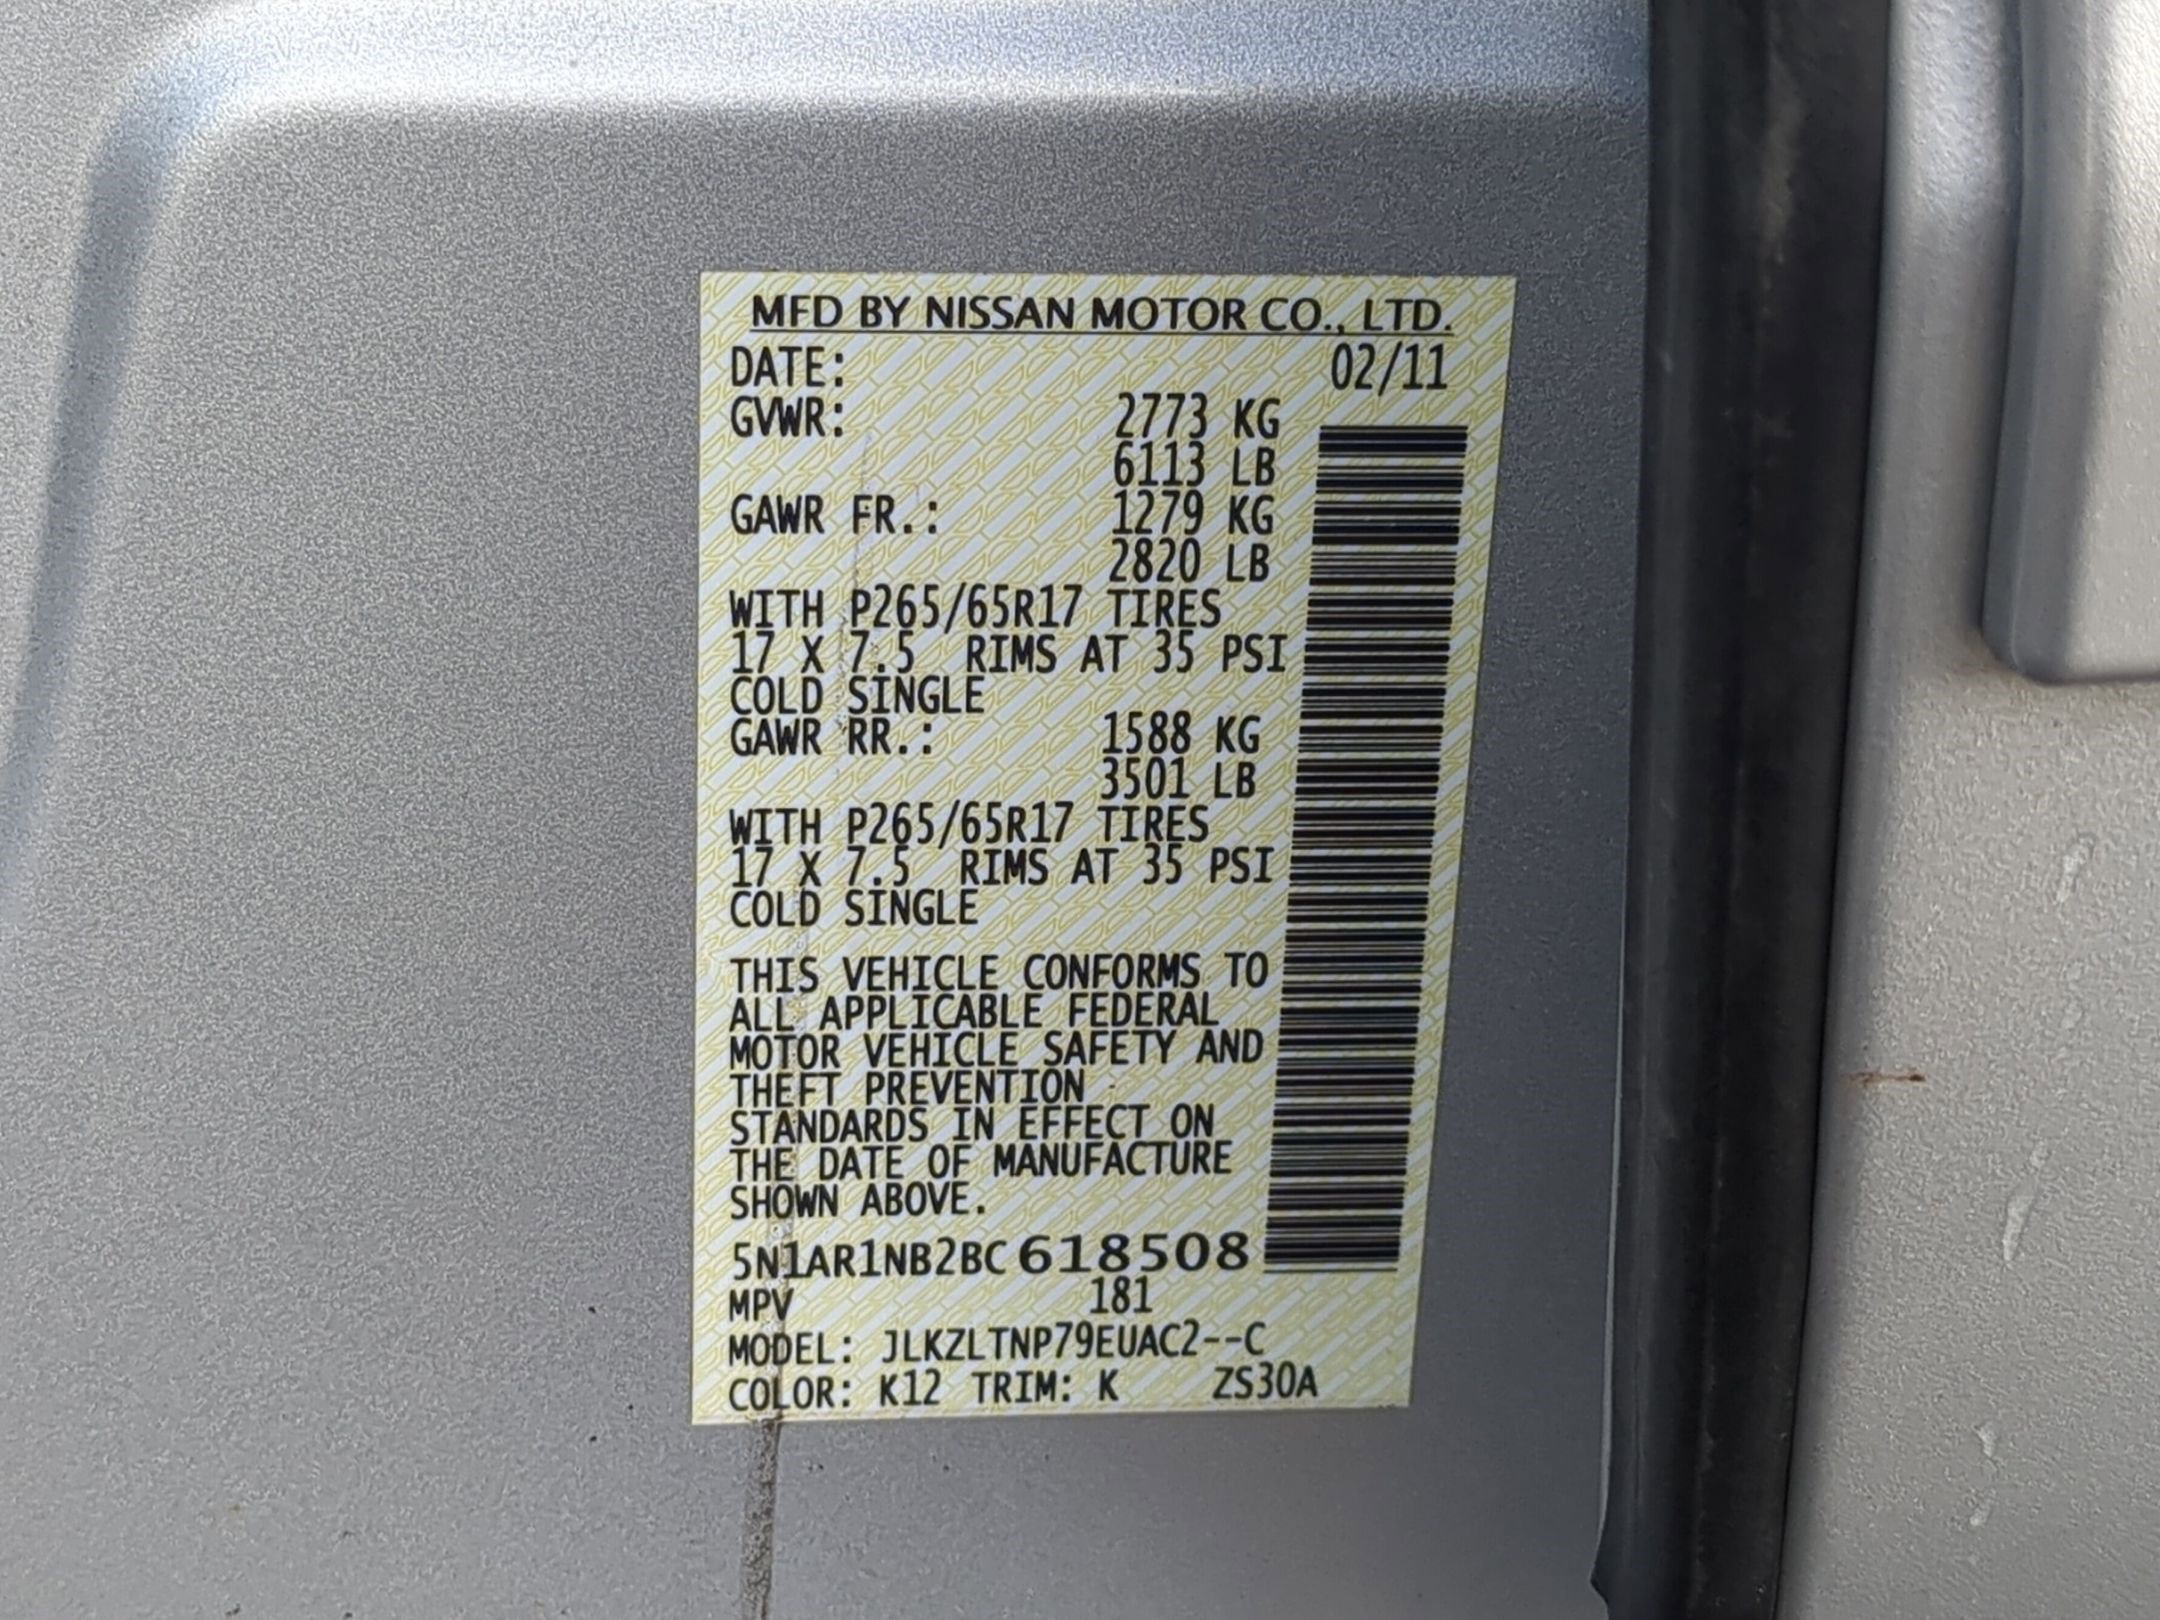 MFD BY NISSAN MOTOR CO., LTD.
DATE: 02/11
GVWR: 2773 KG
6113 LB
GAWR FR.: 1279 KG
2820 LB
WITH P265/65R17 TIRES
17 X 7.5 RIMS AT 35 PSI
COLD SINGLE
GAWR RR.: 1588 KG
3501 LB
WITH P265/65R17 TIRES
17 X 7.5 RIMS AT 35 PSI
COLD SINGLE
THIS VEHICLE CONFORMS TO
ALL APPLICABLE FEDERAL
MOTOR VEHICLE SAFETY AND
THEFT PREVENTION
STANDARDS IN EFFECT ON
THE DATE OF MANUFACTURE
SHOWN ABOVE.
5N1AR1NB2BC618508
MPV 181
MODEL: JLKZLTNP79EUAC2--C
COLOR: K12 TRIM: K ZS30A